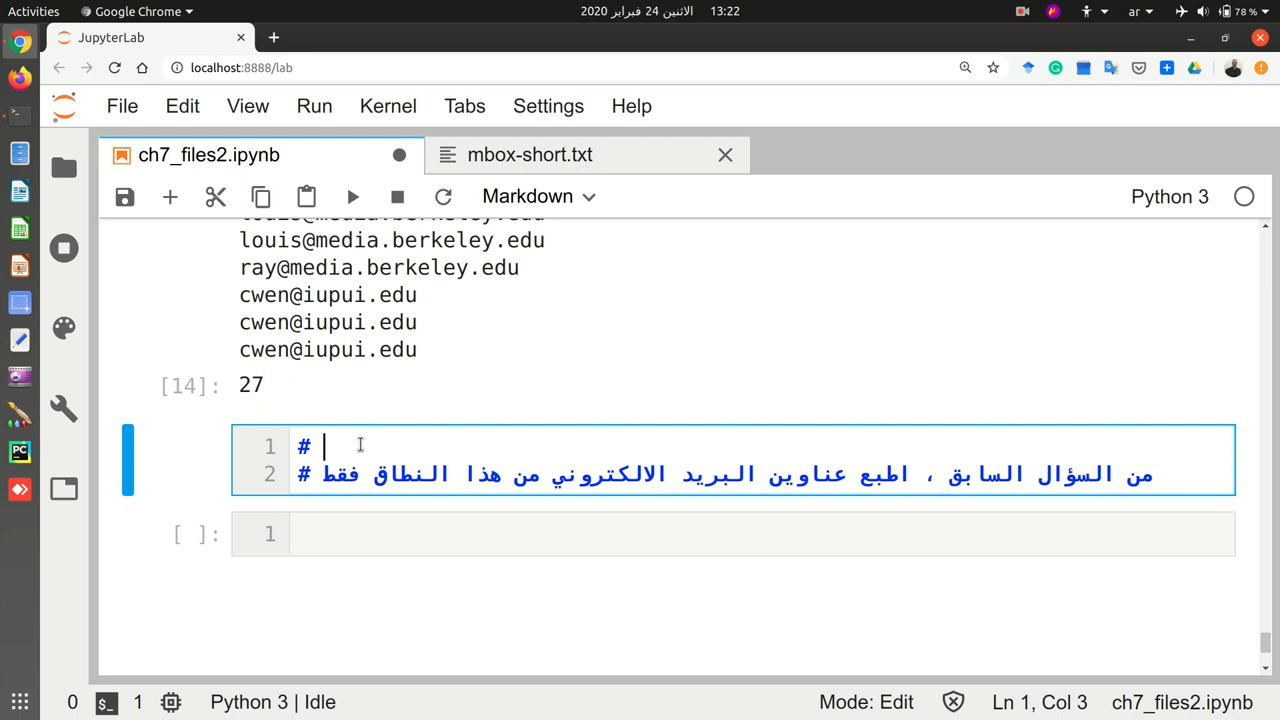 Activities
Google Chrome
الاثنين 24 فبراير 2020
13:22
ar
78 %
JupyterLab
localhost:8888/lab
File Edit View Run Kernel Tabs Settings Help
ch7_files2.ipynb
mbox-short.txt
Markdown
Python 3
louis@media.berkeley.edu
louis@media.berkeley.edu
ray@media.berkeley.edu
cwen@iupui.edu
cwen@iupui.edu
cwen@iupui.edu
[14]: 27
1 #
2 # من السؤال السابق ، اطبع عناوين البريد الالكتروني من هذا النطاق فقط
[ ]: 1
0 $_ 1 Python 3 | Idle Mode: Edit Ln 1, Col 3 ch7_files2.ipynb